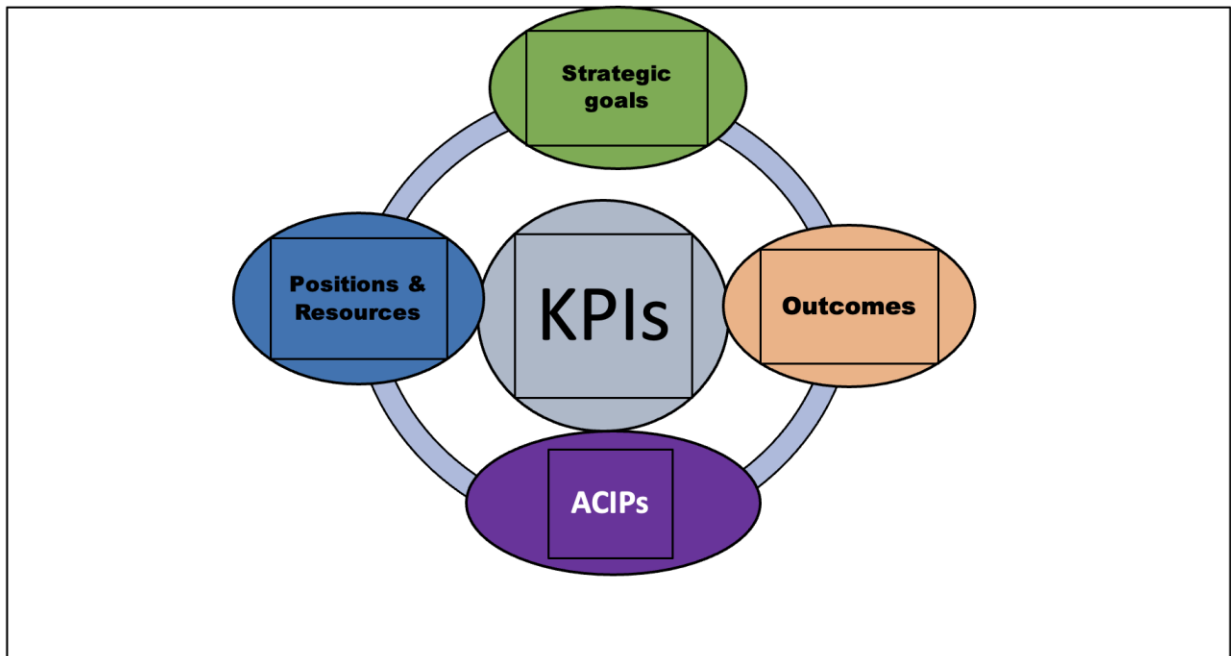 Strategic
goals
Positions &
Resources
KPIs
Outcomes
ACIPs